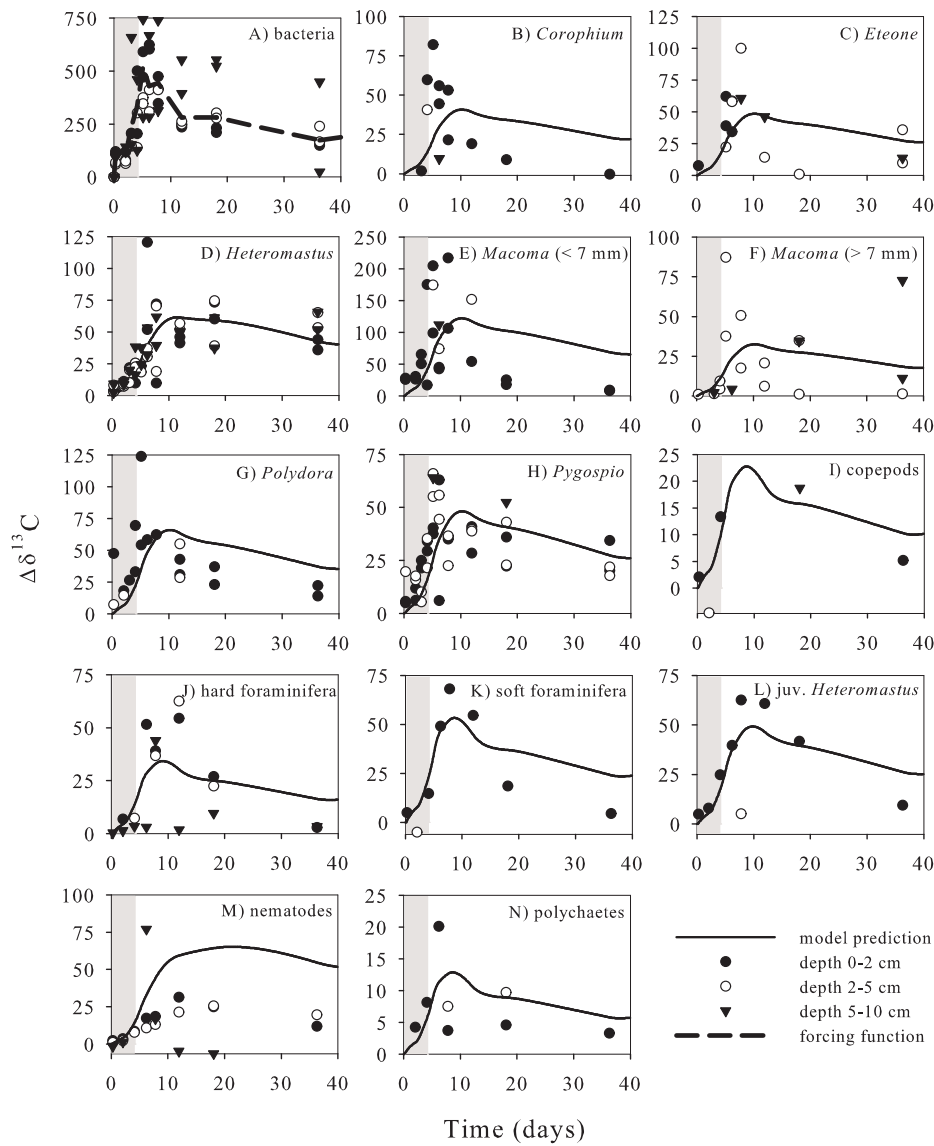 A) bacteria
B) Corophium
C) Eteone
750
500
250
0
100
75
50
25
0
125
100
75
50
25
0
0 10 20 30 40
0 10 20 30 40
0 10 20 30 40
D) Heteromastus
E) Macoma (< 7 mm)
F) Macoma (> 7 mm)
125
100
75
50
25
0
250
200
150
100
50
0
100
75
50
25
0
0 10 20 30 40
0 10 20 30 40
0 10 20 30 40
Δδ13C
G) Polydora
H) Pygospio
I) copepods
125
100
75
50
25
0
75
50
25
0
25
20
15
10
5
0
0 10 20 30 40
0 10 20 30 40
0 10 20 30 40
J) hard foraminifera
K) soft foraminifera
L) juv. Heteromastus
75
50
25
0
75
50
25
0
75
50
25
0
0 10 20 30 40
0 10 20 30 40
0 10 20 30 40
M) nematodes
N) polychaetes
100
75
50
25
0
25
20
15
10
5
0
0 10 20 30 40
0 10 20 30 40
model prediction
depth 0-2 cm
depth 2-5 cm
depth 5-10 cm
forcing function
Time (days)